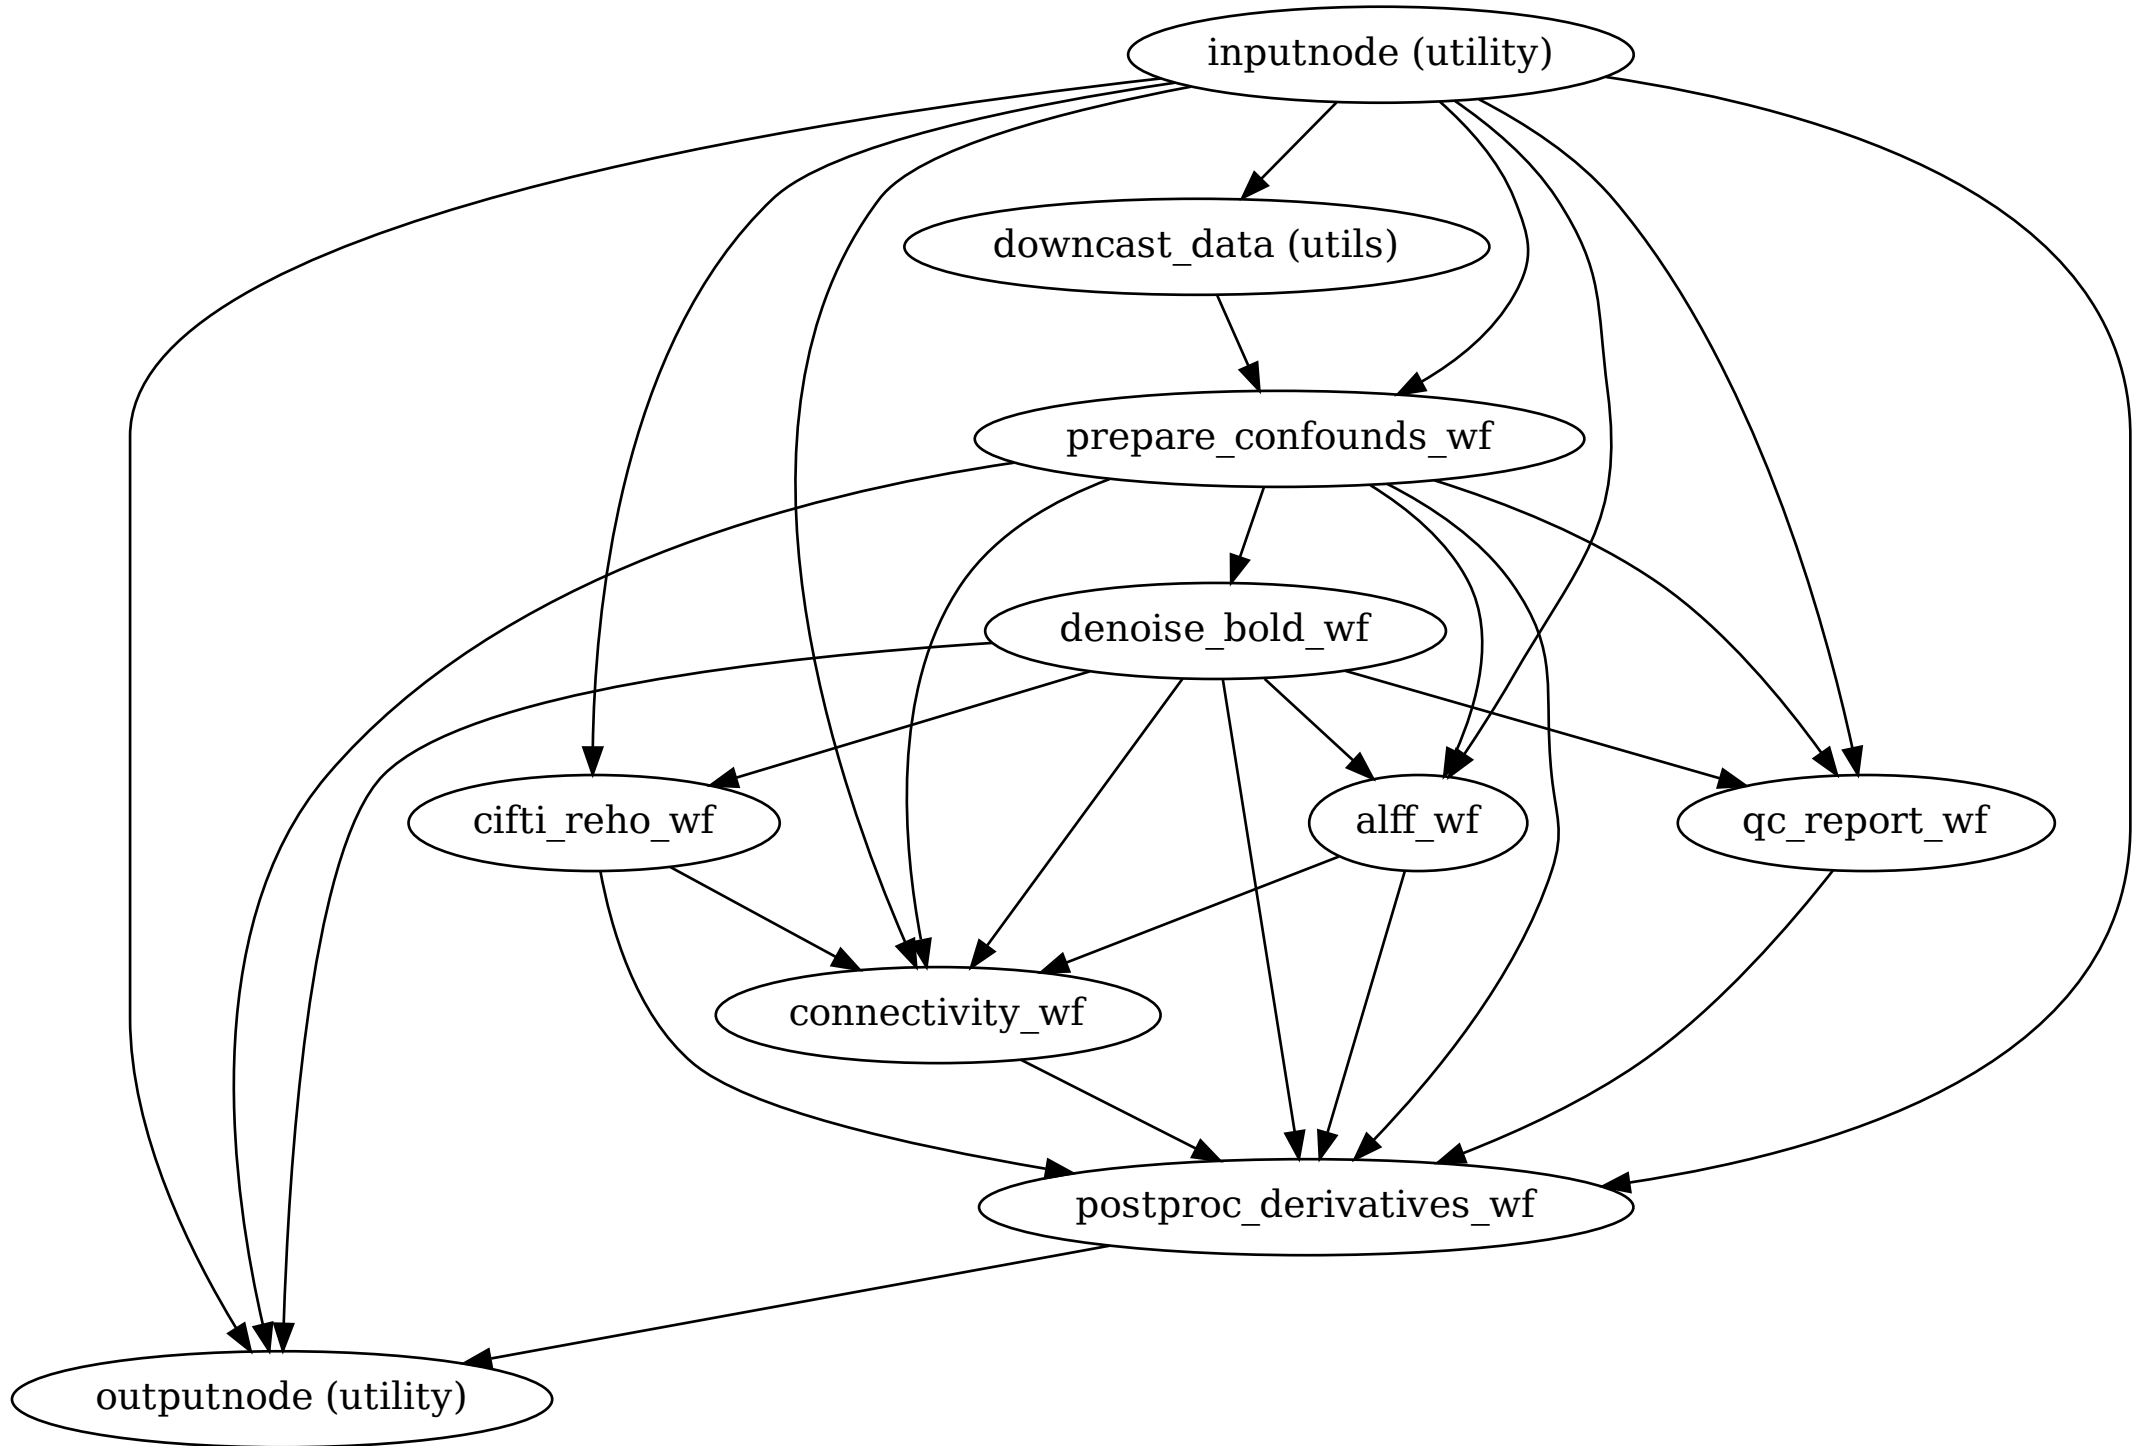 inputnode (utility)
downcast_data (utils)
prepare_confounds_wf
denoise_bold_wf
cifti_reho_wf
alff_wf
qc_report_wf
connectivity_wf
postproc_derivatives_wf
outputnode (utility)